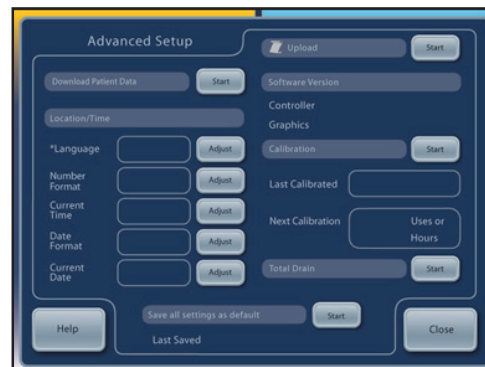 Advanced Setup
Download Patient Data Start
Location/Time
*Language Adjust
Number
Format Adjust
Current
Time Adjust
Date
Format Adjust
Current
Date Adjust
Upload Start
Software Version
Controller
Graphics
Calibration Start
Last Calibrated
Next Calibration Uses or
Hours
Total Drain Start
Help
Save all settings as default Start
Last Saved
Close